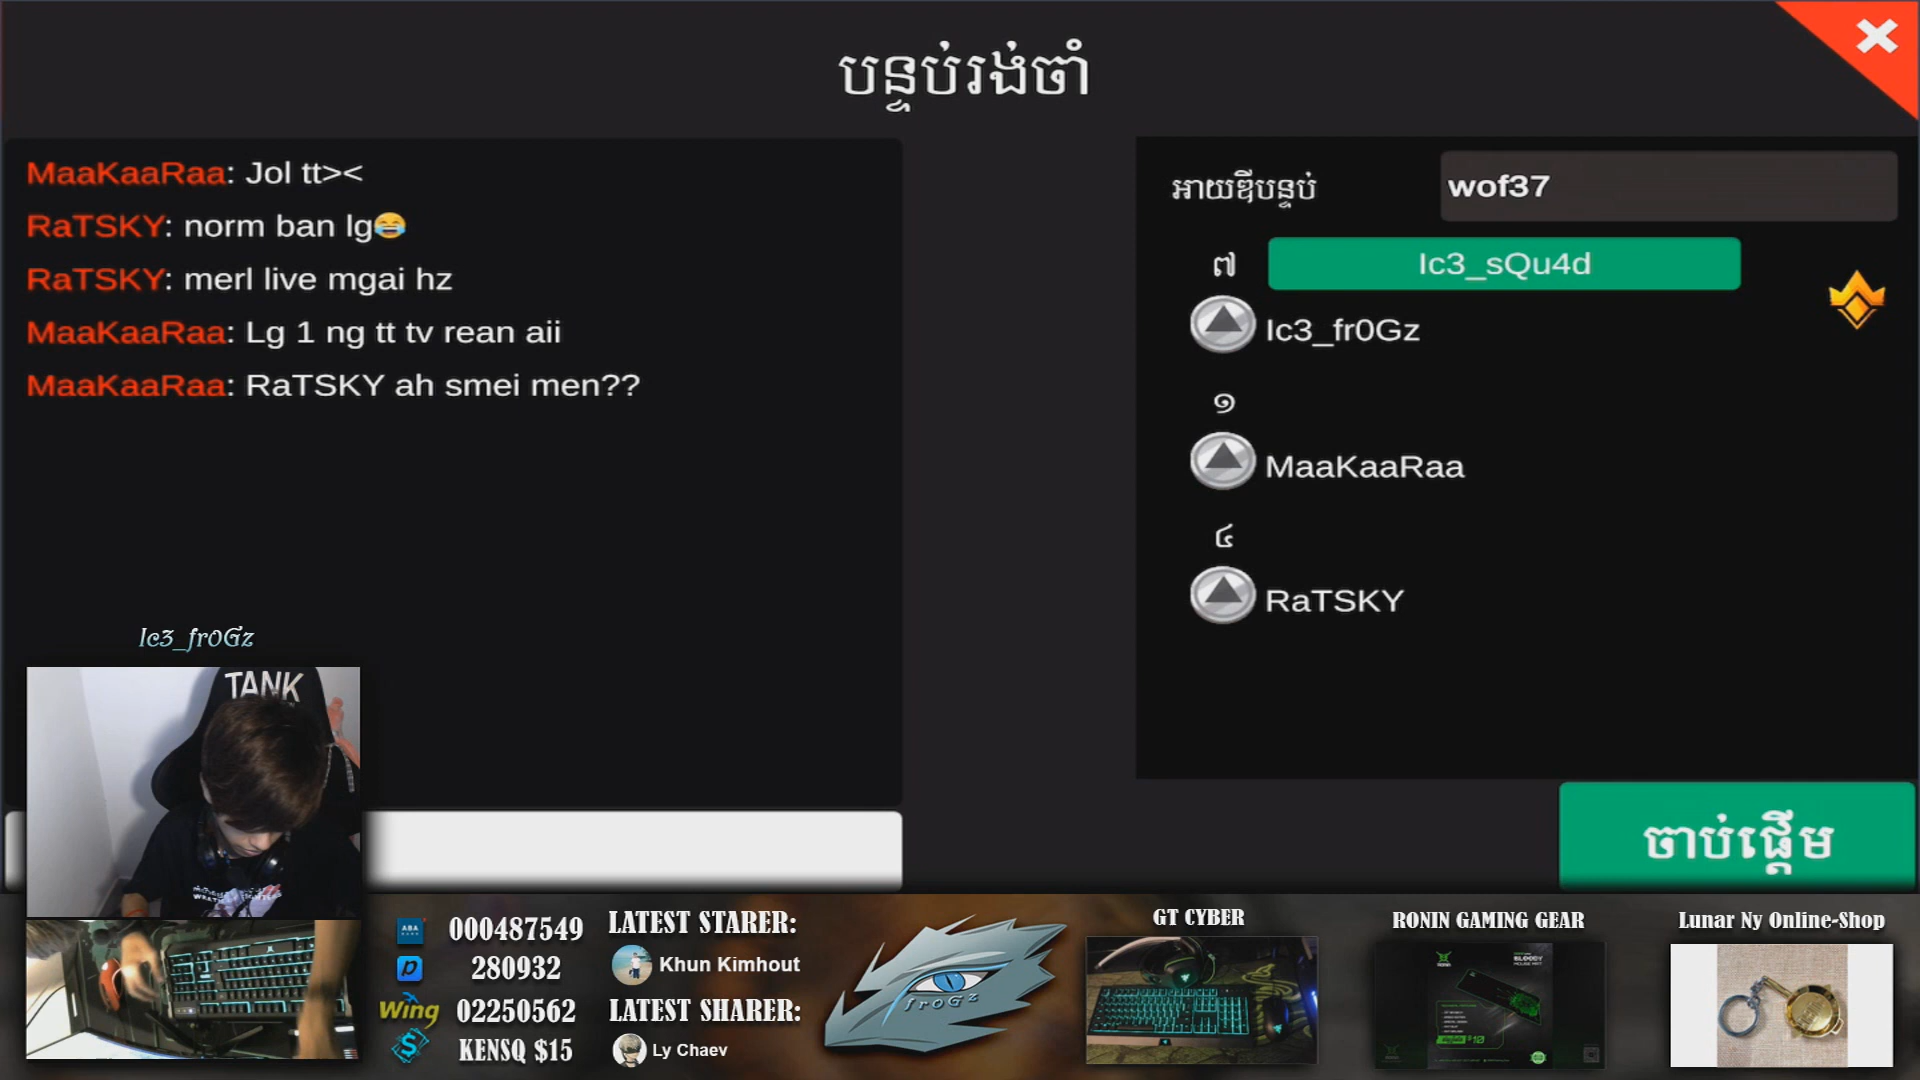 បន្ទប់រង់ចាំ
MaaKaaRaa: Jol tt><
RaTSKY: norm ban lg😂
RaTSKY: merl live mgai hz
MaaKaaRaa: Lg 1 ng tt tv rean aii
MaaKaaRaa: RaTSKY ah smei men??
អាយឌីបន្ទប់ wof37
៧ Ic3_sQu4d
Ic3_fr0Gz
១
MaaKaaRaa
៤
RaTSKY
ចាប់ផ្ដើម
Ic3_fr0Gz
TANK
ABA 000487549
280932
Wing 02250562
KENSQ $15
LATEST STARER:
Khun Kimhout
LATEST SHARER:
Ly Chaev
fr0Gz
GT CYBER
RONIN GAMING GEAR
BLOODY
Lunar Ny Online-Shop